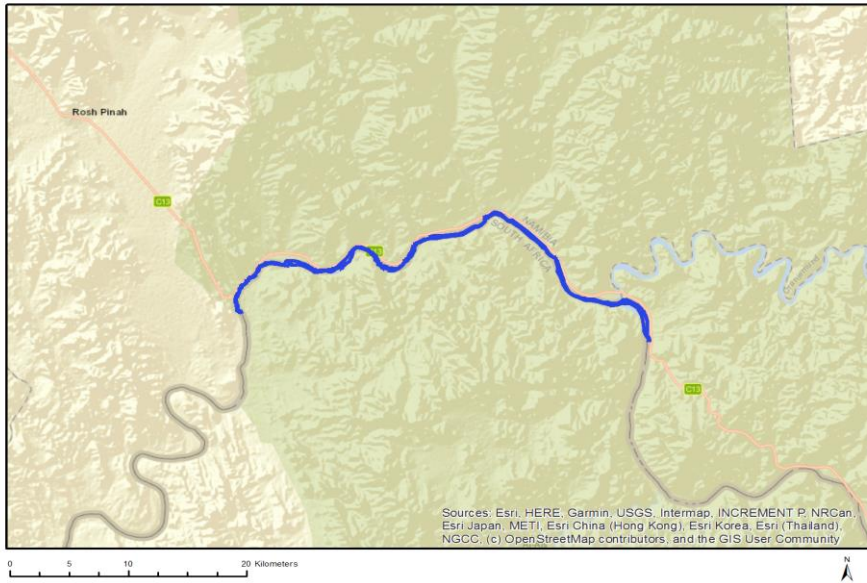 Rosh Pinah
C13
C13
NAMIBIA
SOUTH AFRICA
C13
Sources: Esri, HERE, Garmin, USGS, Intermap, INCREMENT P, NRCan,
Esri Japan, METI, Esri China (Hong Kong), Esri Korea, Esri (Thailand),
NGCC, (c) OpenStreetMap contributors, and the GIS User Community
0 5 10 20 Kilometers
N